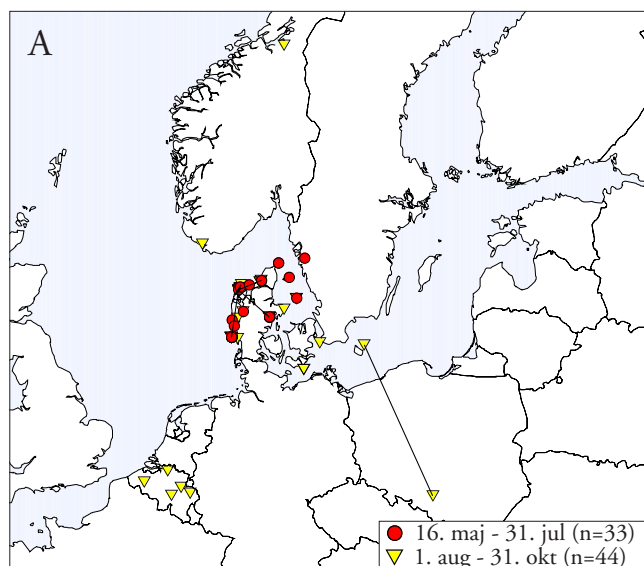 A
16. maj - 31. jul (n=33)
1. aug - 31. okt (n=44)